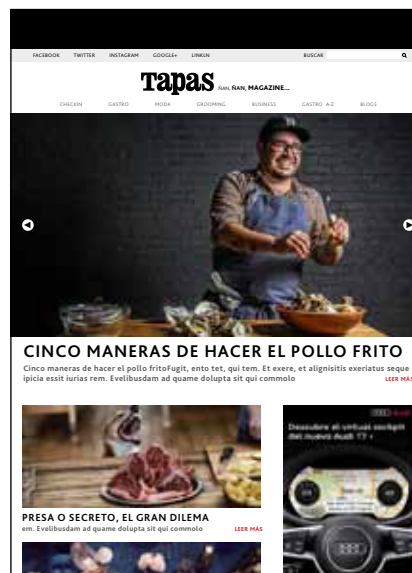 FACEBOOK TWITTER INSTAGRAM GOOGLE+ LINKLN BUSCAR
Tapas ÑAN, ÑAN, MAGAZINE...
CHECKIN GASTRO MODA GROOMING BUSINESS GASTRO A-Z BLOGS
CINCO MANERAS DE HACER EL POLLO FRITO
Cinco maneras de hacer el pollo fritoFugit, ento tet, qui tem. Et exere, et alignisitis exeriatus seque
ipicia essit iurias rem. Evelibusdam ad quame dolupta sit qui commolo LEER MÁS
Descubre el virtual cockpit
del nuevo Audi TT
PRESA O SECRETO, EL GRAN DILEMA
em. Evelibusdam ad quame dolupta sit qui commolo LEER MÁS